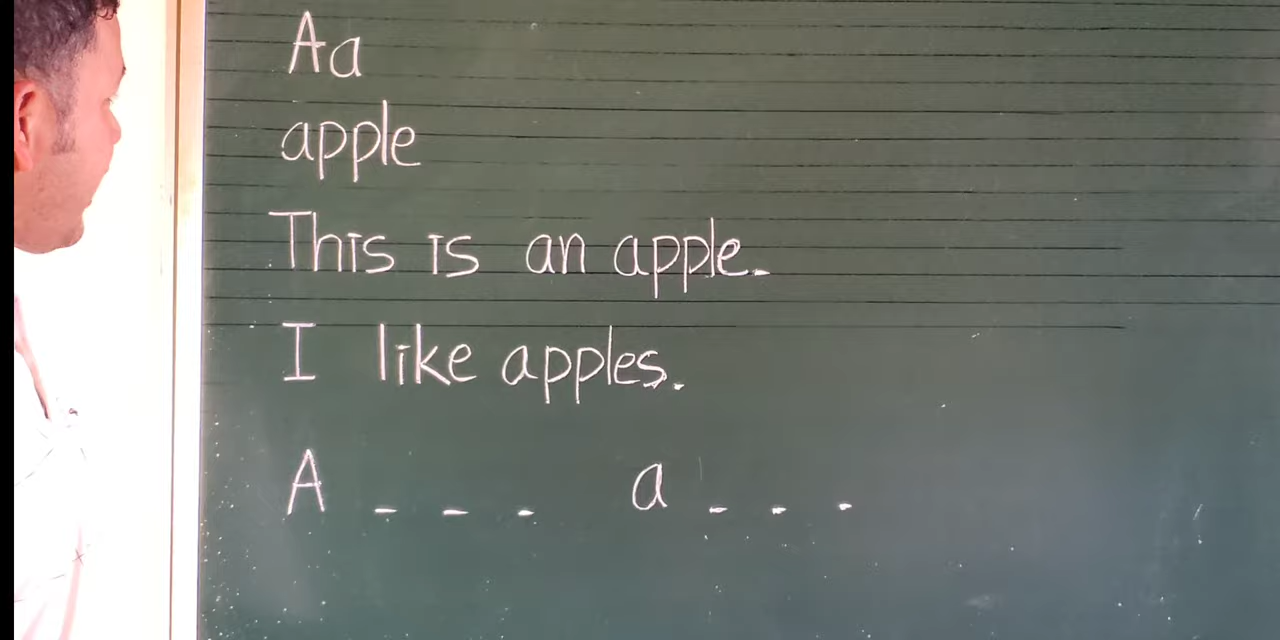 Aa
apple
This is an apple.
I like apples.
A _ _ _ a _ _ _